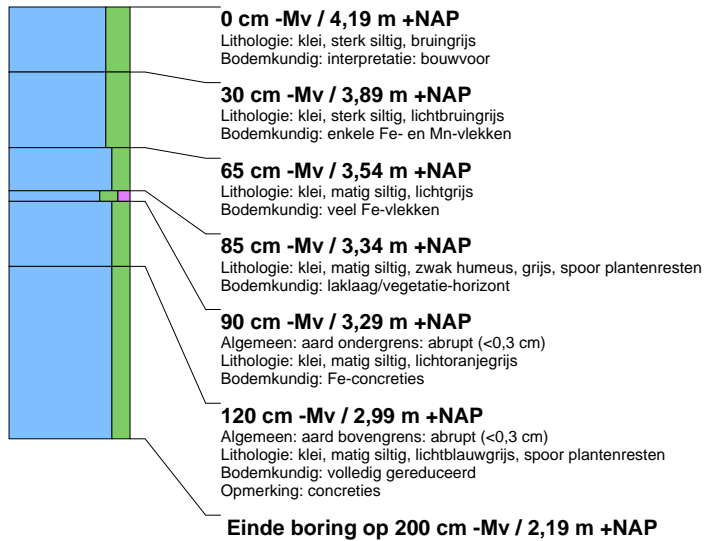 0 cm -Mv / 4,19 m +NAP
Lithologie: klei, sterk siltig, bruingrijs
Bodemkundig: interpretatie: bouwvoor
30 cm -Mv / 3,89 m +NAP
Lithologie: klei, sterk siltig, lichtbruingrijs
Bodemkundig: enkele Fe- en Mn-vlekken
65 cm -Mv / 3,54 m +NAP
Lithologie: klei, matig siltig, lichtgrijs
Bodemkundig: veel Fe-vlekken
85 cm -Mv / 3,34 m +NAP
Lithologie: klei, matig siltig, zwak humeus, grijs, spoor plantenresten
Bodemkundig: laklaag/vegetatie-horizont
90 cm -Mv / 3,29 m +NAP
Algemeen: aard ondergrens: abrupt (<0,3 cm)
Lithologie: klei, matig siltig, lichtoranjegrijs
Bodemkundig: Fe-concreties
120 cm -Mv / 2,99 m +NAP
Algemeen: aard bovengrens: abrupt (<0,3 cm)
Lithologie: klei, matig siltig, lichtblauwgrijs, spoor plantenresten
Bodemkundig: volledig gereduceerd
Opmerking: concreties
Einde boring op 200 cm -Mv / 2,19 m +NAP